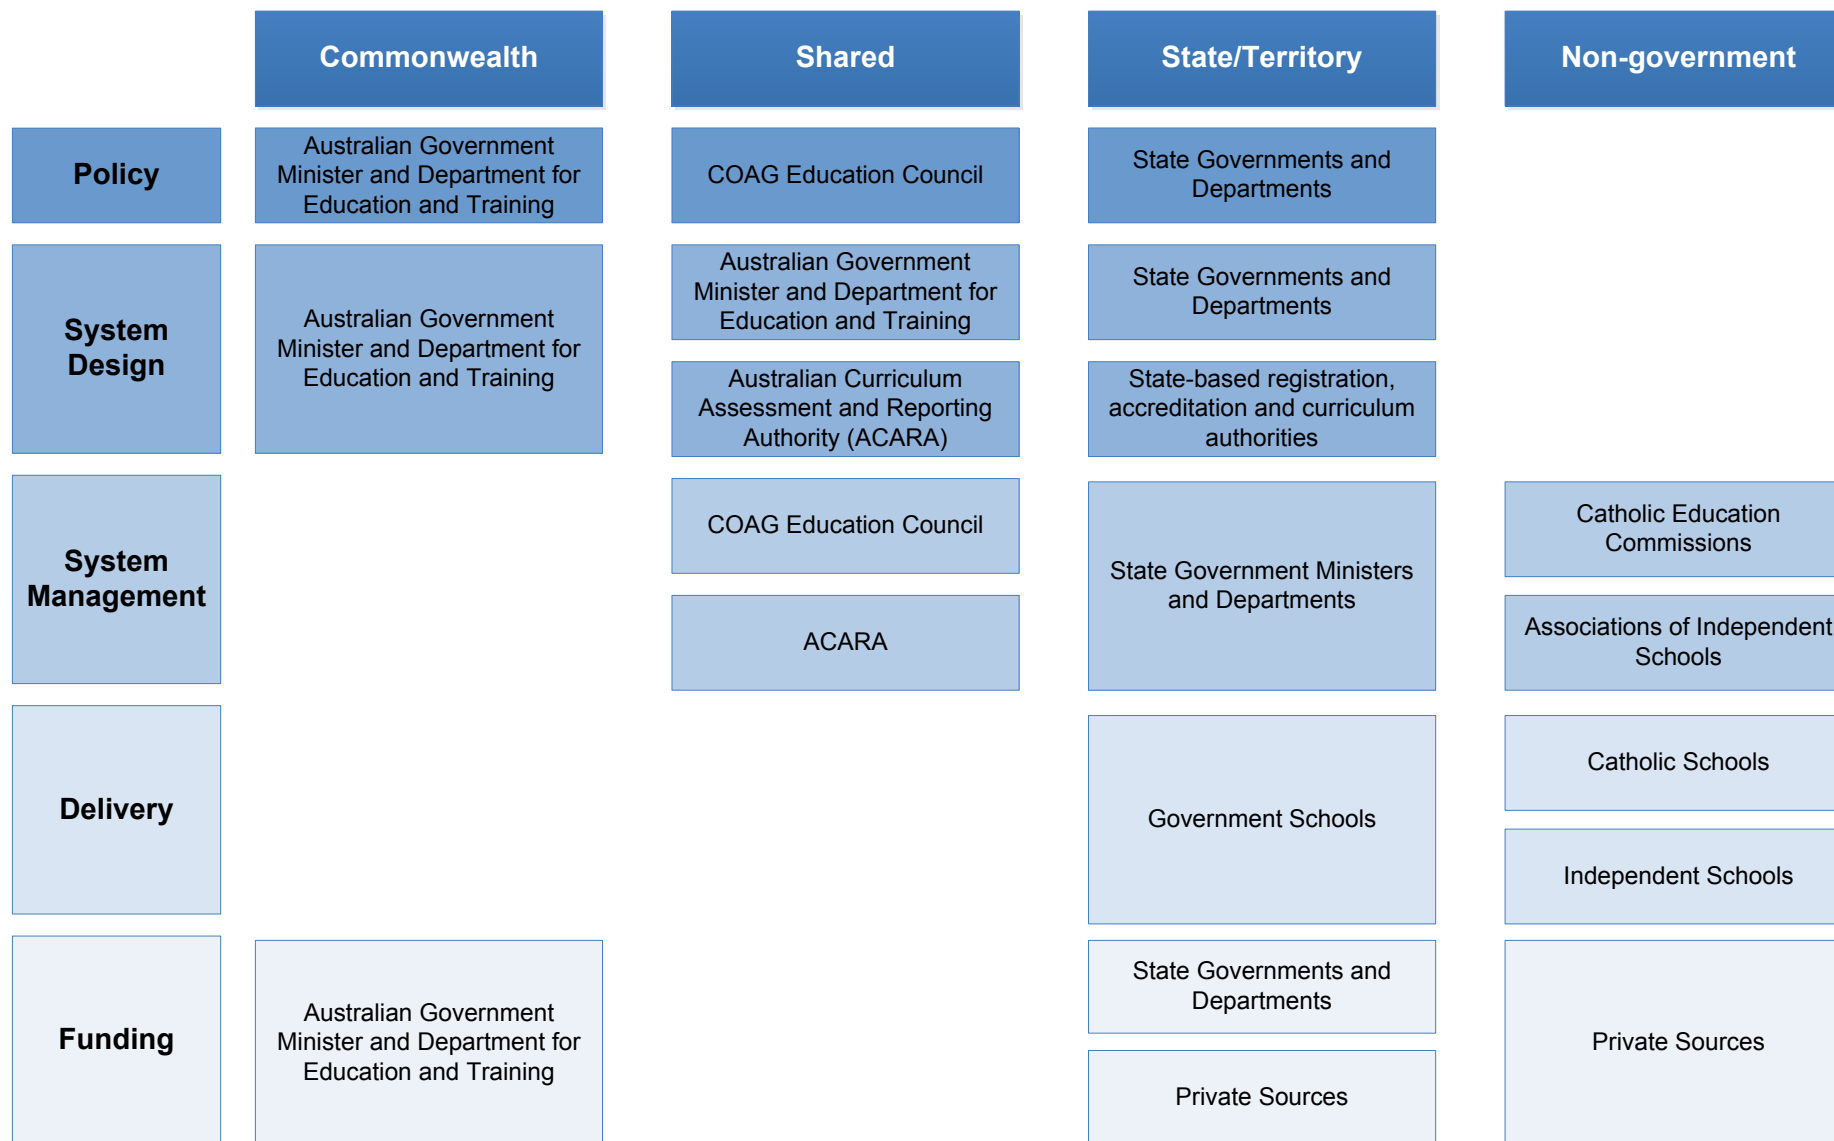 Commonwealth
Shared
State/Territory
Non-government
Policy
Australian Government
Minister and Department for
Education and Training
COAG Education Council
State Governments and
Departments
System
Design
Australian Government
Minister and Department for
Education and Training
Australian Government
Minister and Department for
Education and Training
State Governments and
Departments
Australian Curriculum
Assessment and Reporting
Authority (ACARA)
State-based registration,
accreditation and curriculum
authorities
System
Management
COAG Education Council
ACARA
State Government Ministers
and Departments
Catholic Education
Commissions
Associations of Independent
Schools
Delivery
Government Schools
Catholic Schools
Independent Schools
Funding
Australian Government
Minister and Department for
Education and Training
State Governments and
Departments
Private Sources
Private Sources